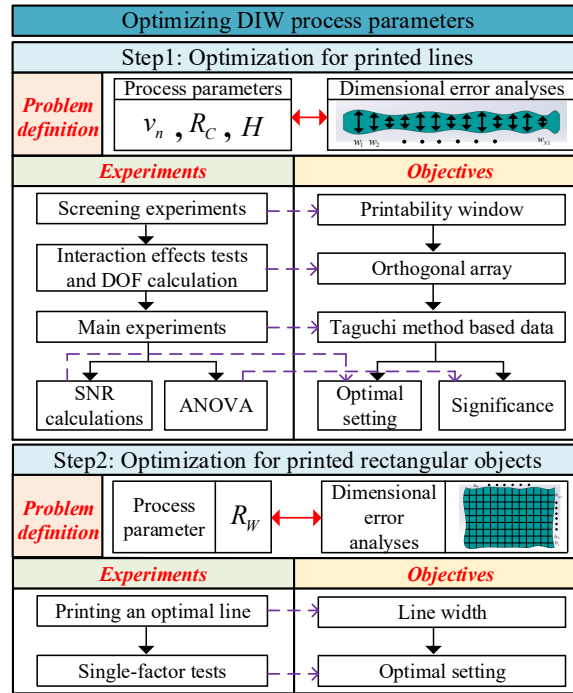 Optimizing DIW process parameters
Step1: Optimization for printed lines
Problem
definition
Process parameters
v_n , R_C , H
Dimensional error analyses
w_1 w_2
Experiments
Objectives
Screening experiments
Printability window
Interaction effects tests
and DOF calculation
Orthogonal array
Main experiments
Taguchi method based data
SNR
calculations
ANOVA
Optimal
setting
Significance
Step2: Optimization for printed rectangular objects
Problem
definition
Process
parameter
R_W
Dimensional
error
analyses
Experiments
Objectives
Printing an optimal line
Line width
Single-factor tests
Optimal setting